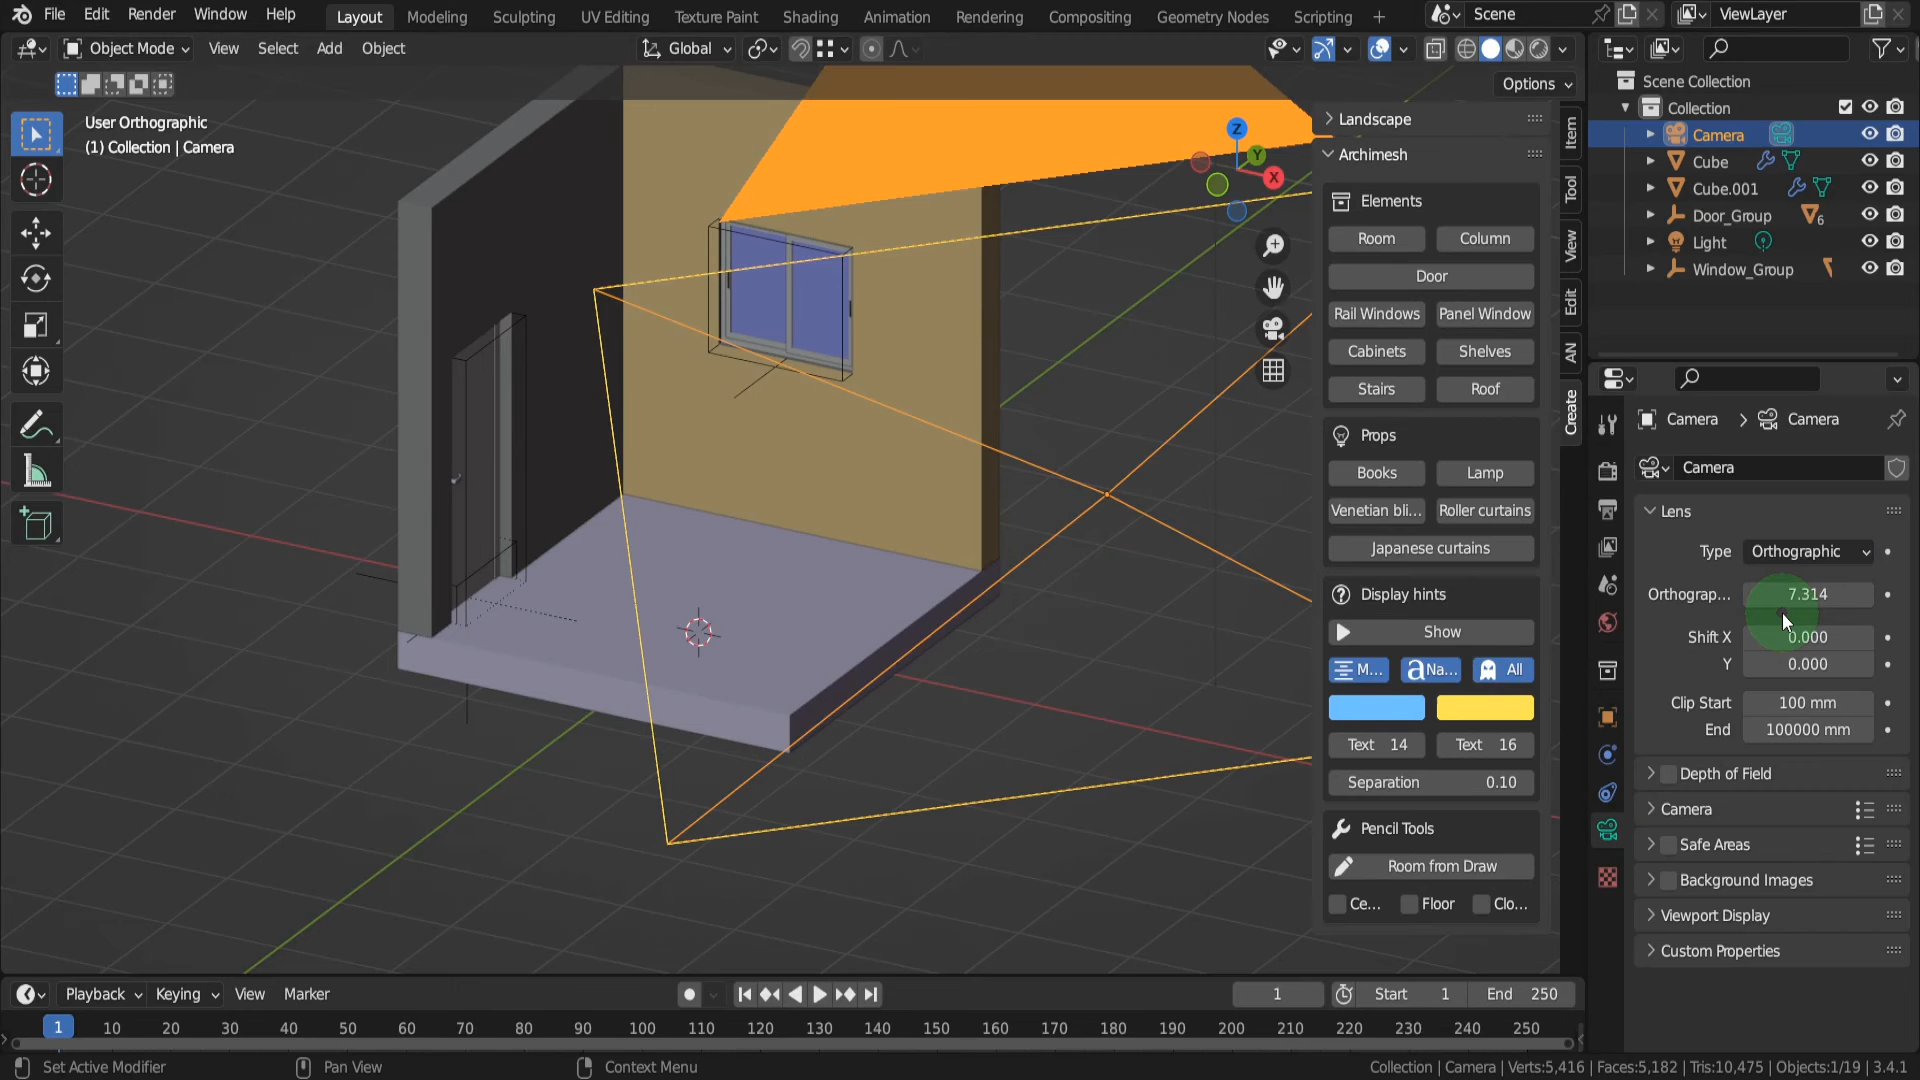 File Edit Render Window Help Layout Modeling Sculpting UV Editing Texture Paint Shading Animation Rendering Compositing Geometry Nodes Scripting + Scene ViewLayer
Object Mode View Select Add Object Global
Options
User Orthographic
(1) Collection | Camera
Z
Y
X
Landscape
Archimesh
Elements
Room Column
Door
Rail Windows Panel Window
Cabinets Shelves
Stairs Roof
Props
Books Lamp
Venetian bli... Roller curtains
Japanese curtains
Display hints
Show
M... Na... All
Text 14 Text 16
Separation 0.10
Pencil Tools
Room from Draw
Ce... Floor Clo...
Item
Tool
View
Edit
AN
Create
Scene Collection
Collection
Camera
Cube
Cube.001
Door_Group 6
Light
Window_Group
Camera > Camera
Camera
Lens
Type Orthographic
Orthograp... 7.314
Shift X 0.000
Y 0.000
Clip Start 100 mm
End 100000 mm
Depth of Field
Camera
Safe Areas
Background Images
Viewport Display
Custom Properties
Playback Keying View Marker 1 Start 1 End 250
1 10 20 30 40 50 60 70 80 90 100 110 120 130 140 150 160 170 180 190 200 210 220 230 240 250
Set Active Modifier Pan View Context Menu Collection | Camera | Verts:5,416 | Faces:5,182 | Tris:10,475 | Objects:1/19 | 3.4.1